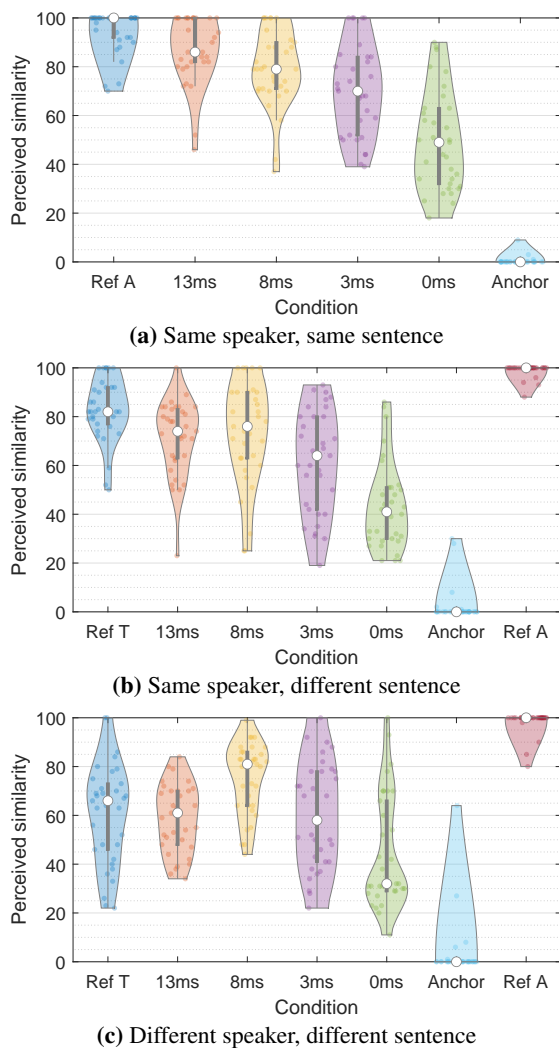 100
80
60
40
20
0
Perceived similarity
Ref A 13ms 8ms 3ms 0ms Anchor
Condition
(a) Same speaker, same sentence
100
80
60
40
20
0
Perceived similarity
Ref T 13ms 8ms 3ms 0ms Anchor Ref A
Condition
(b) Same speaker, different sentence
100
80
60
40
20
0
Perceived similarity
Ref T 13ms 8ms 3ms 0ms Anchor Ref A
Condition
(c) Different speaker, different sentence